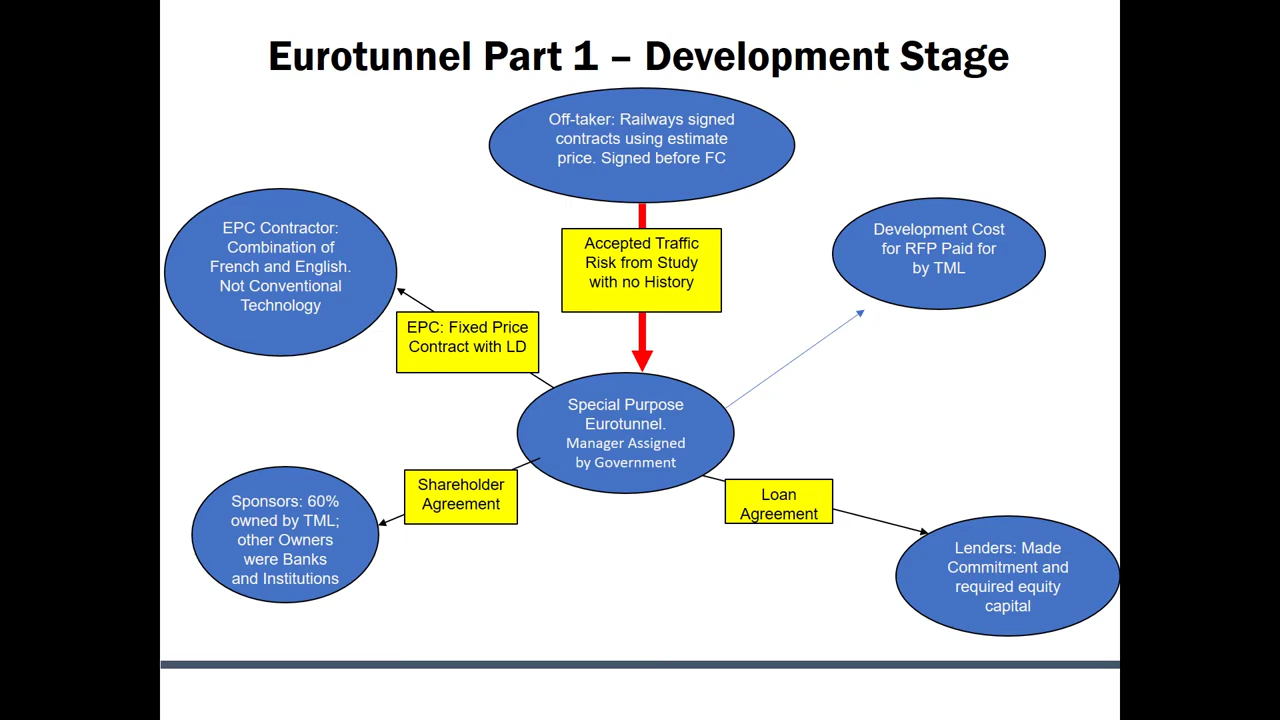 Eurotunnel Part 1 – Development Stage
Off-taker: Railways signed
contracts using estimate
price. Signed before FC
EPC Contractor:
Combination of
French and English.
Not Conventional
Technology
Accepted Traffic
Risk from Study
with no History
Development Cost
for RFP Paid for
by TML
EPC: Fixed Price
Contract with LD
Special Purpose
Eurotunnel.
Manager Assigned
by Government
Shareholder
Agreement
Sponsors: 60%
owned by TML;
other Owners
were Banks
and Institutions
Loan
Agreement
Lenders: Made
Commitment and
required equity
capital